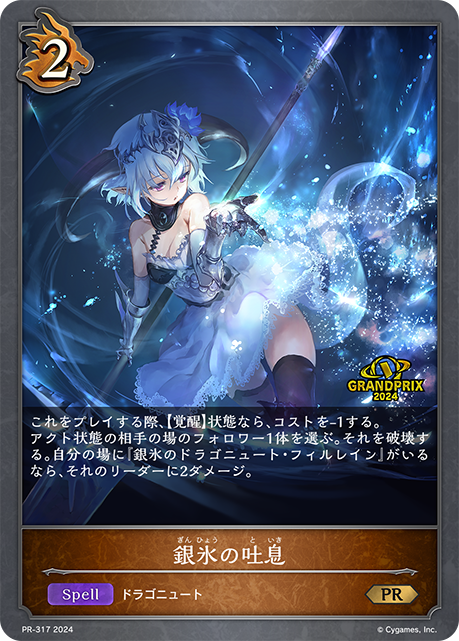 2
GRANDPRIX
2024
これをプレイする際、【覚醒】状態なら、コストを-1する。
アクト状態の相手の場のフォロワー1体を選ぶ。それを破壊す
る。自分の場に『銀氷のドラゴニュート・フィルレイン』がいる
なら、それのリーダーに2ダメージ。
ぎん ひょう と いき
銀氷の吐息
Spell ドラゴニュート PR
PR-317 2024 © Cygames, Inc.